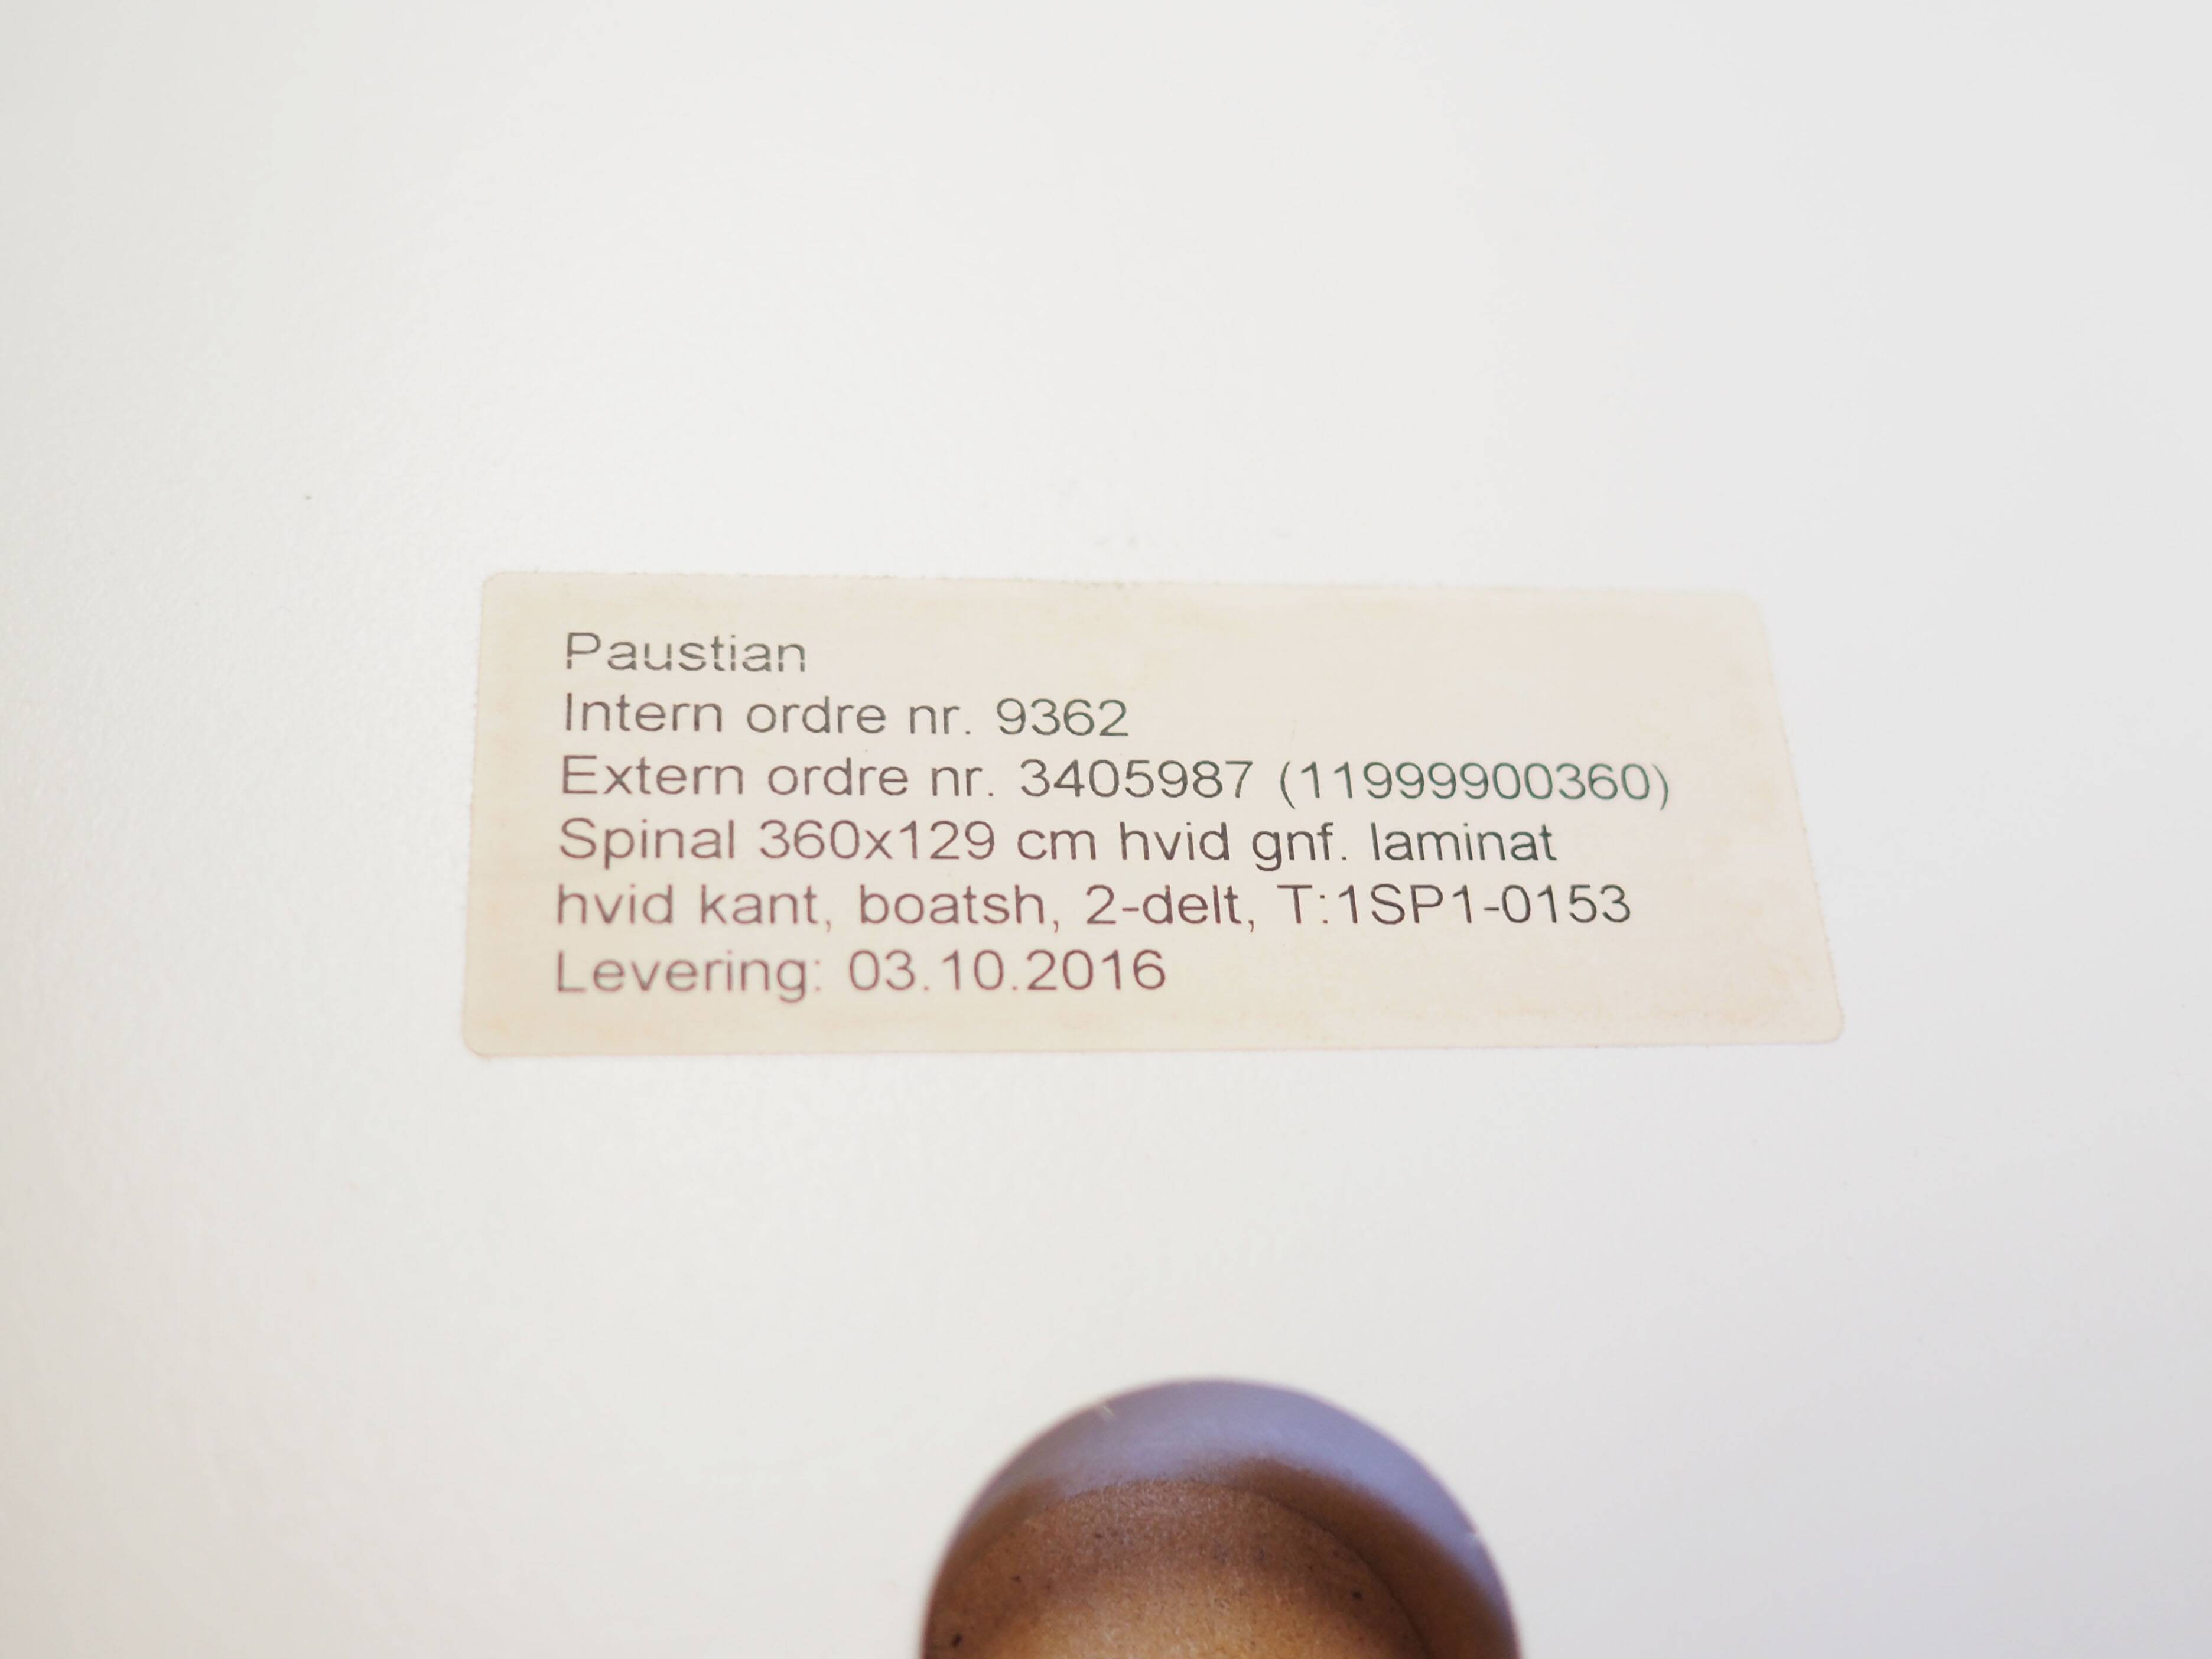 Paustian
Intern ordre nr. 9362
Extern ordre nr. 3405987 (11999900360)
Spinal 360x129 cm hvid gnf. laminat
hvid kant, boatsh, 2-delt, T:1SP1-0153
Levering: 03.10.2016